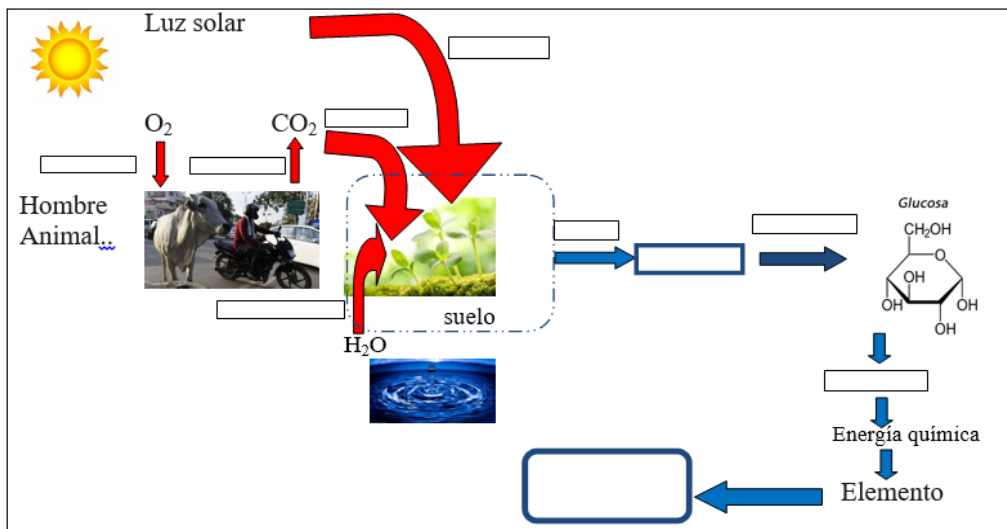 Luz solar
O₂
CO₂
Hombre
Animal..
suelo
H₂O
Glucosa
CH₂OH
O
OH
OH
OH
OH
Energía química
Elemento